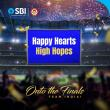 SBI
Happy Hearts
High Hopes
Onto the Finals
TEAM INDIA!